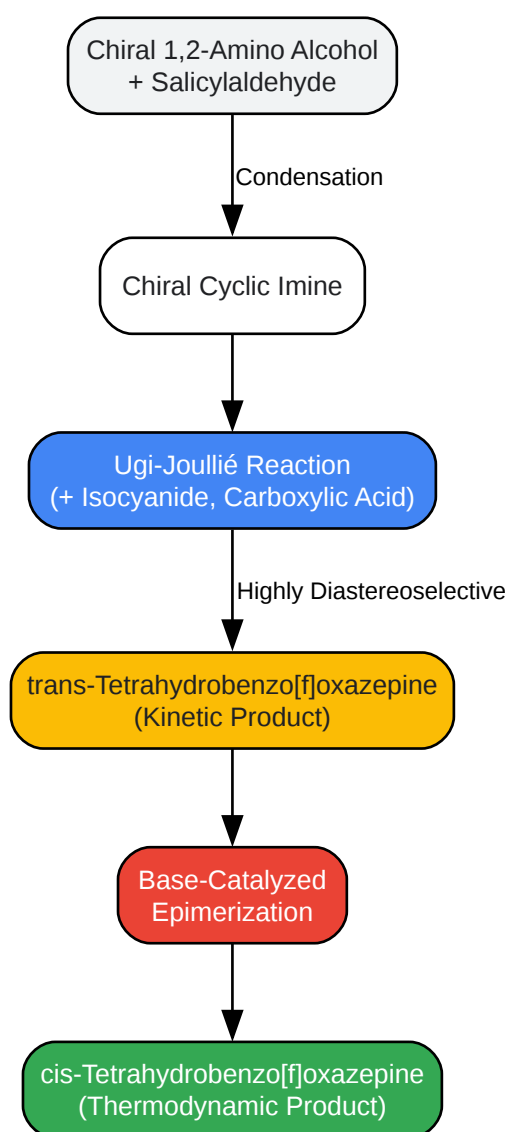 Chiral 1,2-Amino Alcohol
+ Salicylaldehyde
Condensation
Chiral Cyclic Imine
Ugi-Joullié Reaction
(+ Isocyanide, Carboxylic Acid)
Highly Diastereoselective
trans-Tetrahydrobenzo[f]oxazepine
(Kinetic Product)
Base-Catalyzed
Epimerization
cis-Tetrahydrobenzo[f]oxazepine
(Thermodynamic Product)